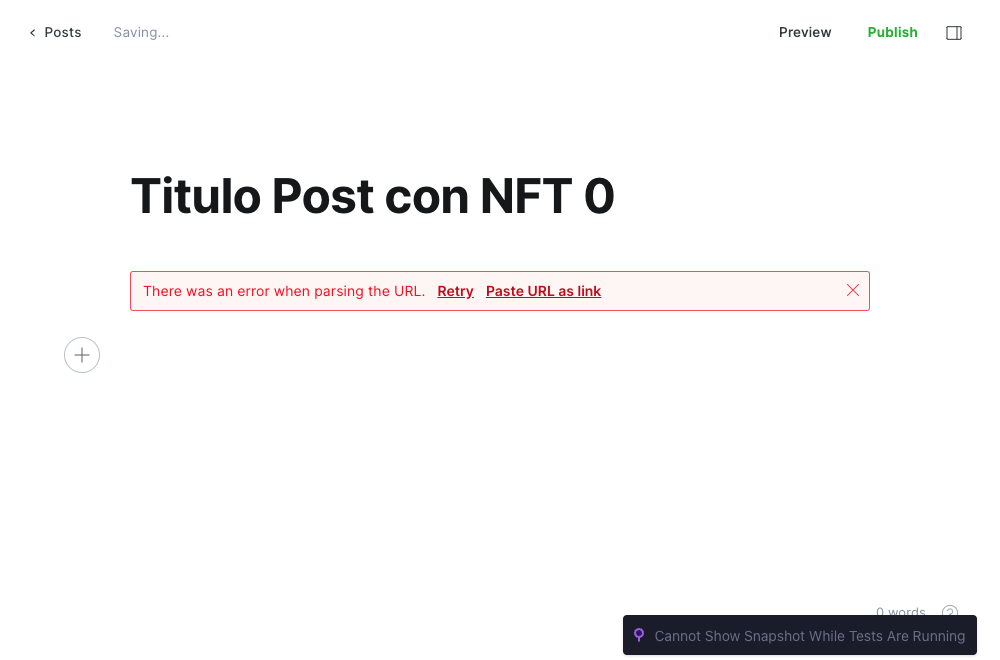 Posts Saving... Preview Publish
Titulo Post con NFT 0
There was an error when parsing the URL. Retry Paste URL as link
0 words ?
Cannot Show Snapshot While Tests Are Running